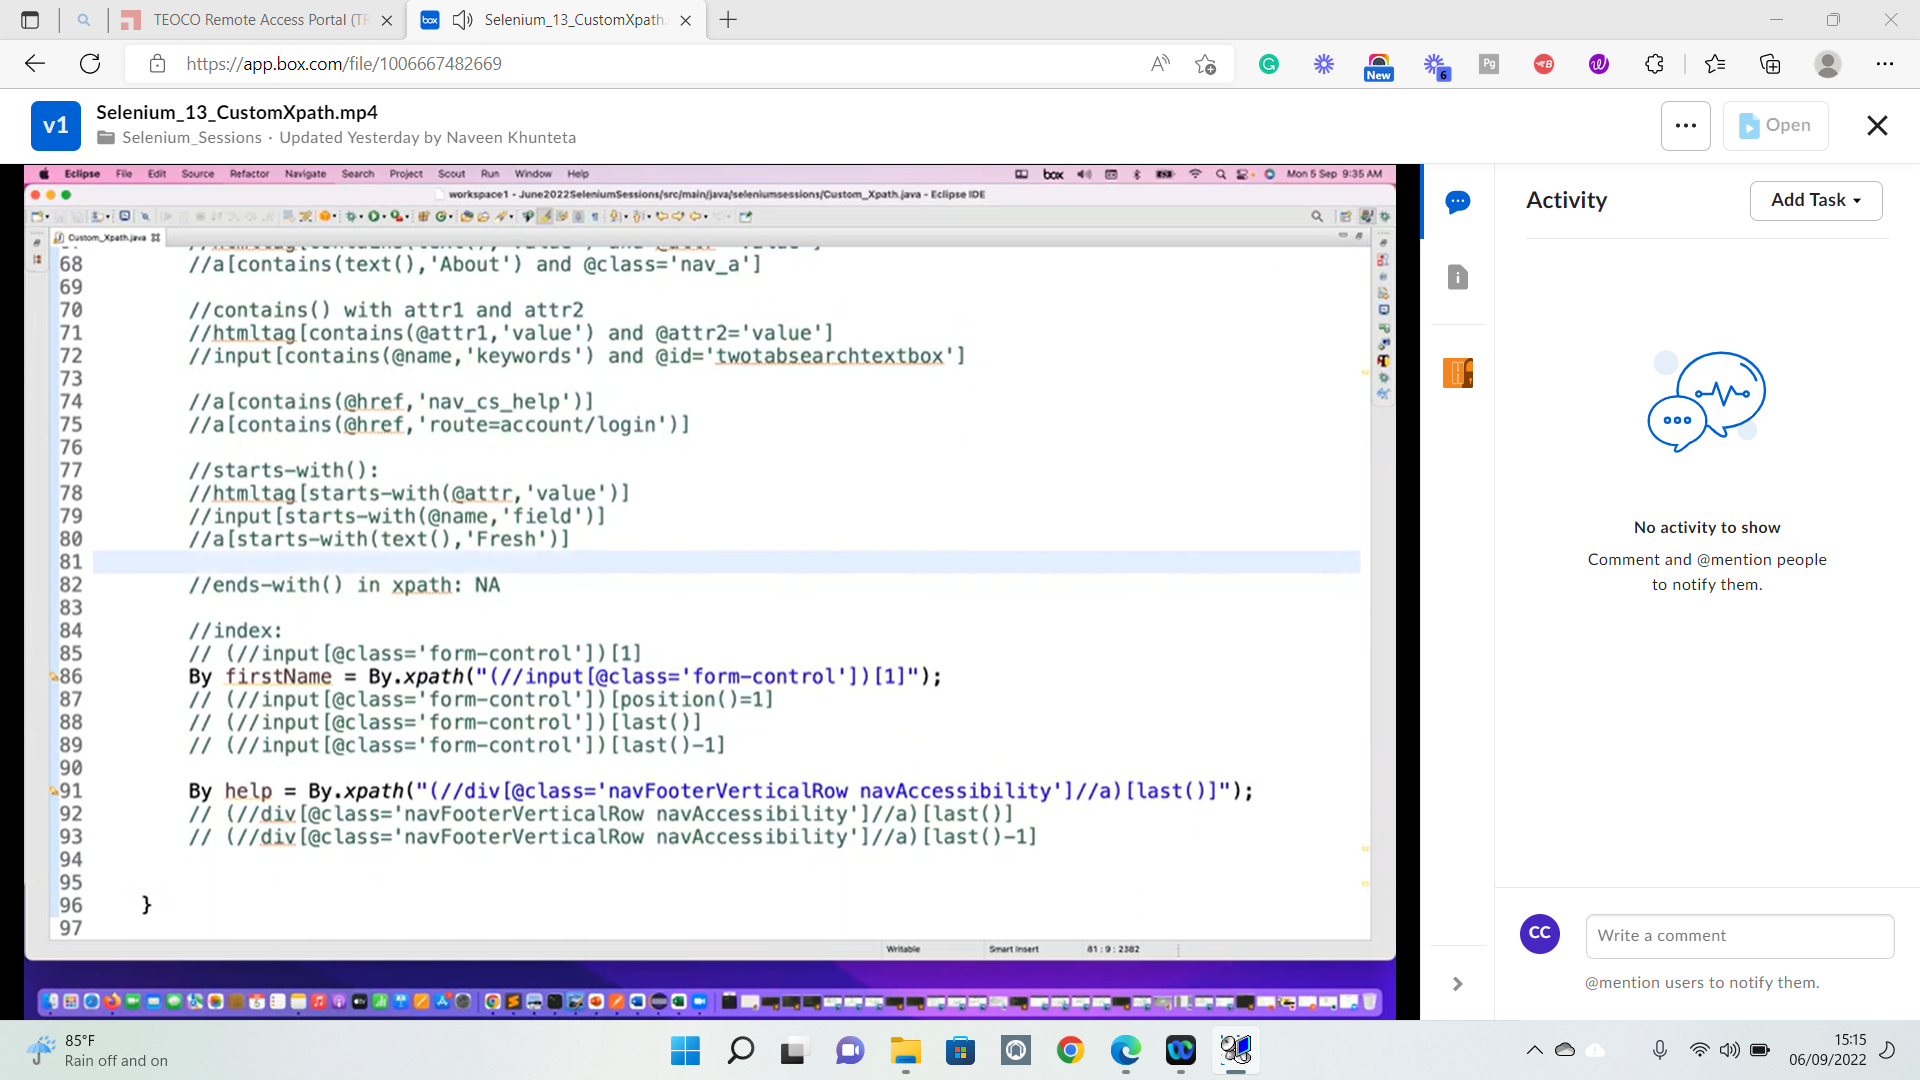 TEOCO Remote Access Portal (TR
Selenium_13_CustomXpath.
https://app.box.com/file/1006667482669
New
6
Pg
v1
Selenium_13_CustomXpath.mp4
Selenium_Sessions · Updated Yesterday by Naveen Khunteta
Open
Eclipse File Edit Source Refactor Navigate Search Project Scout Run Window Help
box
Mon 5 Sep 9:35 AM
workspace1 - June2022SeleniumSessions/src/main/java/seleniumsessions/Custom_Xpath.java - Eclipse IDE
Custom_Xpath.java
68 //a[contains(text(),'About') and @class='nav_a']
69
70 //contains() with attr1 and attr2
71 //htmltag[contains(@attr1,'value') and @attr2='value']
72 //input[contains(@name,'keywords') and @id='twotabsearchtextbox']
73
74 //a[contains(@href,'nav_cs_help')]
75 //a[contains(@href,'route=account/login')]
76
77 //starts-with():
78 //htmltag[starts-with(@attr,'value')]
79 //input[starts-with(@name,'field')]
80 //a[starts-with(text(),'Fresh')]
81
82 //ends-with() in xpath: NA
83
84 //index:
85 // (//input[@class='form-control'])[1]
86 By firstName = By.xpath("(//input[@class='form-control'])[1]");
87 // (//input[@class='form-control'])[position()=1]
88 // (//input[@class='form-control'])[last()]
89 // (//input[@class='form-control'])[last()-1]
90
91 By help = By.xpath("(//div[@class='navFooterVerticalRow navAccessibility']//a)[last()]");
92 // (//div[@class='navFooterVerticalRow navAccessibility']//a)[last()]
93 // (//div[@class='navFooterVerticalRow navAccessibility']//a)[last()-1]
94
95
96 }
97
Writable Smart Insert 81 : 9 : 2382
Activity
Add Task
No activity to show
Comment and @mention people
to notify them.
CC
Write a comment
@mention users to notify them.
85°F
Rain off and on
15:15
06/09/2022